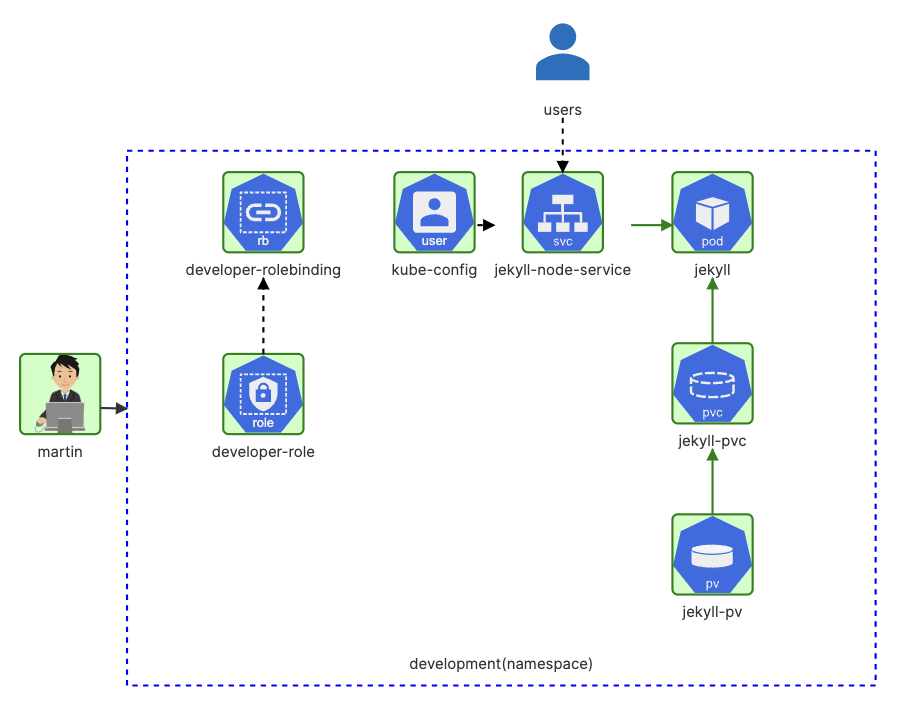 users
rb
user
svc
pod
developer-rolebinding
kube-config
jekyll-node-service
jekyll
role
pvc
martin
developer-role
jekyll-pvc
pv
jekyll-pv
development(namespace)